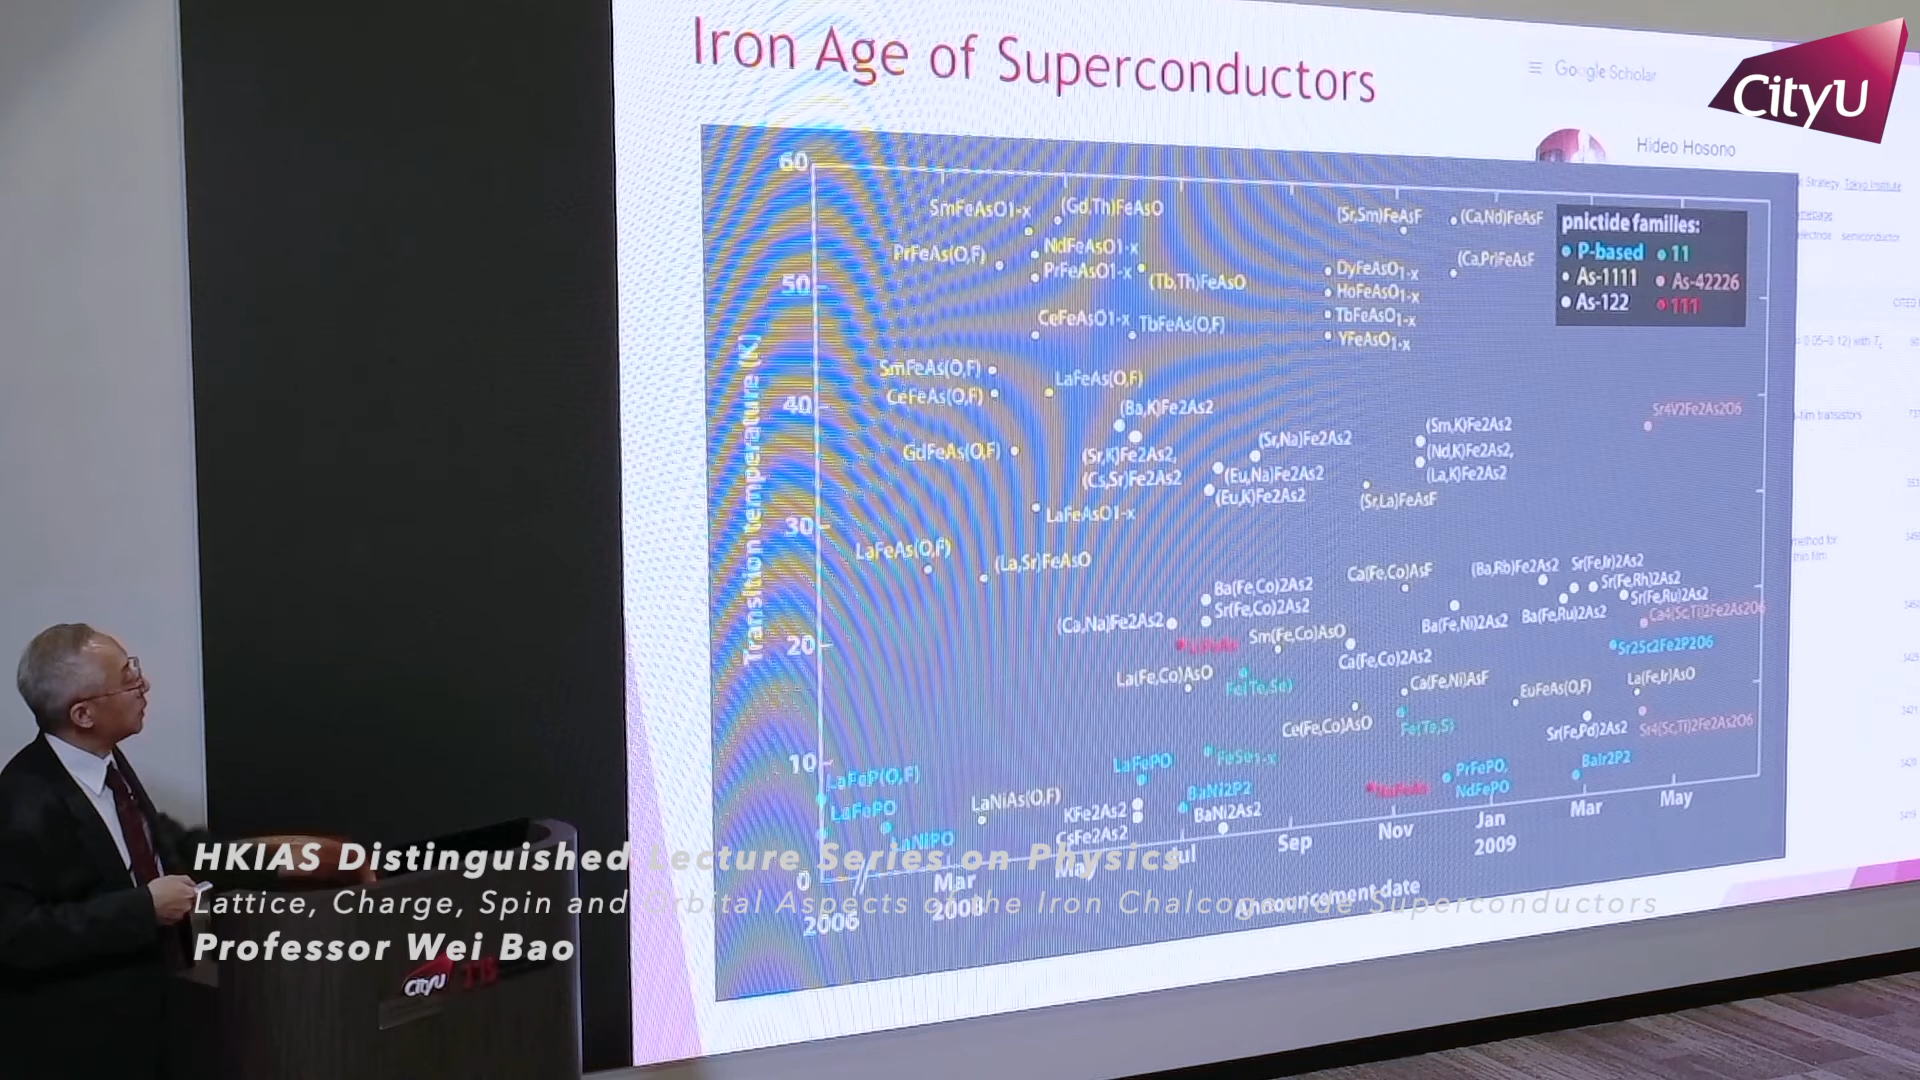 Iron Age of Superconductors
Google Scholar
CityU
Hideo Hosono
60
50
40
30
20
10
0
Transition temperature (K)
SmFeAsO1-x
(Gd,Th)FeAsO
(Sr,Sm)FeAsF
(Ca,Nd)FeAsF
PrFeAs(O,F)
NdFeAsO1-x
PrFeAsO1-x
(Tb,Th)FeAsO
DyFeAsO1-x
(Ca,Pr)FeAsF
HoFeAsO1-x
CeFeAsO1-x
TbFeAs(O,F)
TbFeAsO1-x
YFeAsO1-x
pnictide families:
P-based
11
As-1111
As-42226
As-122
111
SmFeAs(O,F)
CeFeAs(O,F)
LaFeAs(O,F)
(Ba,K)Fe2As2
GdFeAs(O,F)
(Sr,K)Fe2As2,
(Cs,Sr)Fe2As2
(Sr,Na)Fe2As2
(Eu,Na)Fe2As2
(Eu,K)Fe2As2
(Sm,K)Fe2As2
(Nd,K)Fe2As2,
(La,K)Fe2As2
Sr4V2Fe2As2O6
LaFeAsO1-x
(Sr,La)FeAsF
LaFeAs(O,F)
(La,Sr)FeAsO
Ba(Fe,Co)2As2
Sr(Fe,Co)2As2
Ca(Fe,Co)AsF
(Ba,Rb)Fe2As2
Sr(Fe,Ir)2As2
Sr(Fe,Rh)2As2
Sr(Fe,Ru)2As2
(Ca,Na)Fe2As2
Sm(Fe,Co)AsO
Ba(Fe,Ni)2As2
Ba(Fe,Ru)2As2
Ca4(Sc,Ti)2Fe2As2O6
LiFeAs
Ca(Fe,Co)2As2
Sr2Sc2Fe2P2O6
La(Fe,Co)AsO
Fe(Te,Se)
Ca(Fe,Ni)AsF
EuFeAs(O,F)
La(Fe,Ir)AsO
Ce(Fe,Co)AsO
Fe(Te,S)
Sr(Fe,Pd)2As2
Sr4(Sc,Ti)2Fe2As2O6
LaFeP(O,F)
LaFePO
FeSe1-x
PrFePO,
NdFePO
BaIr2P2
LaFePO
LaNiAs(O,F)
KFe2As2
BaNi2P2
NaFeAs
LaNiPO
CsFe2As2
BaNi2As2
2006
Mar
2008
May
Jul
Sep
Nov
Jan
2009
Mar
May
Announcement date
HKIAS Distinguished Lecture Series on Physics
Lattice, Charge, Spin and Orbital Aspects of the Iron Chalcogenide Superconductors
Professor Wei Bao
CityU